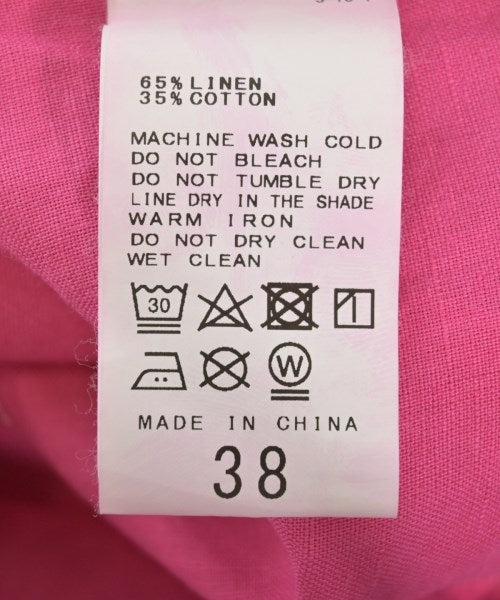 65% LINEN
35% COTTON
MACHINE WASH COLD
DO NOT BLEACH
DO NOT TUMBLE DRY
LINE DRY IN THE SHADE
WARM IRON
DO NOT DRY CLEAN
WET CLEAN
30
W
MADE IN CHINA
38